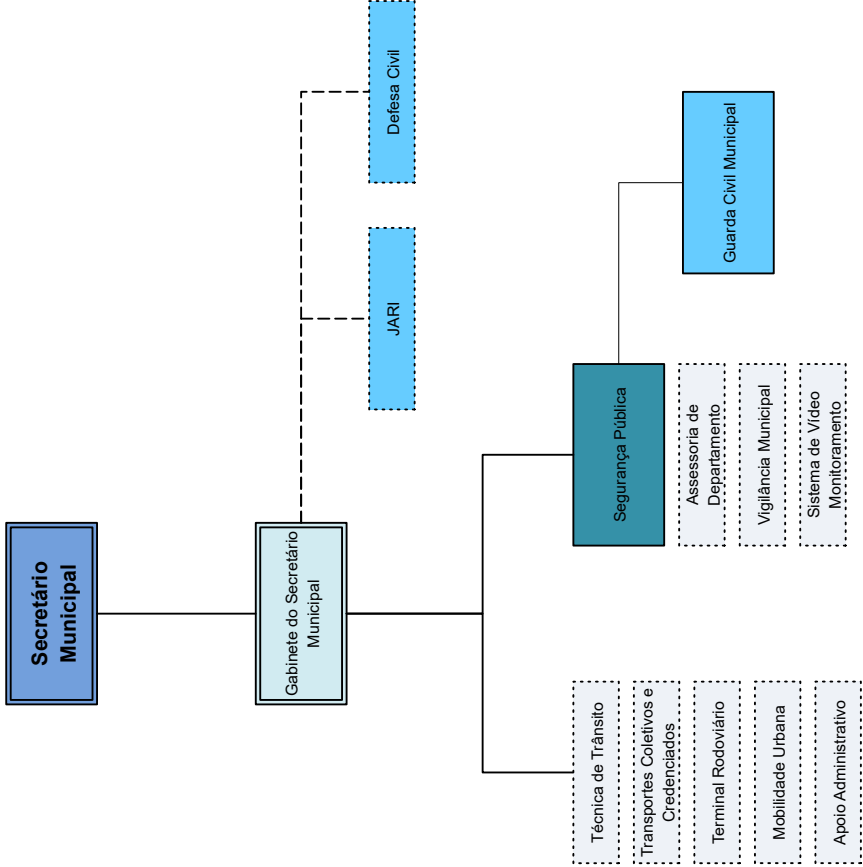 Secretário
Municipal
Gabinete do Secretário
Municipal
JARI
Defesa Civil
Técnica de Trânsito
Transportes Coletivos e
Credenciados
Terminal Rodoviário
Mobilidade Urbana
Apoio Administrativo
Segurança Pública
Assessoria de
Departamento
Vigilância Municipal
Sistema de Vídeo
Monitoramento
Guarda Civil Municipal